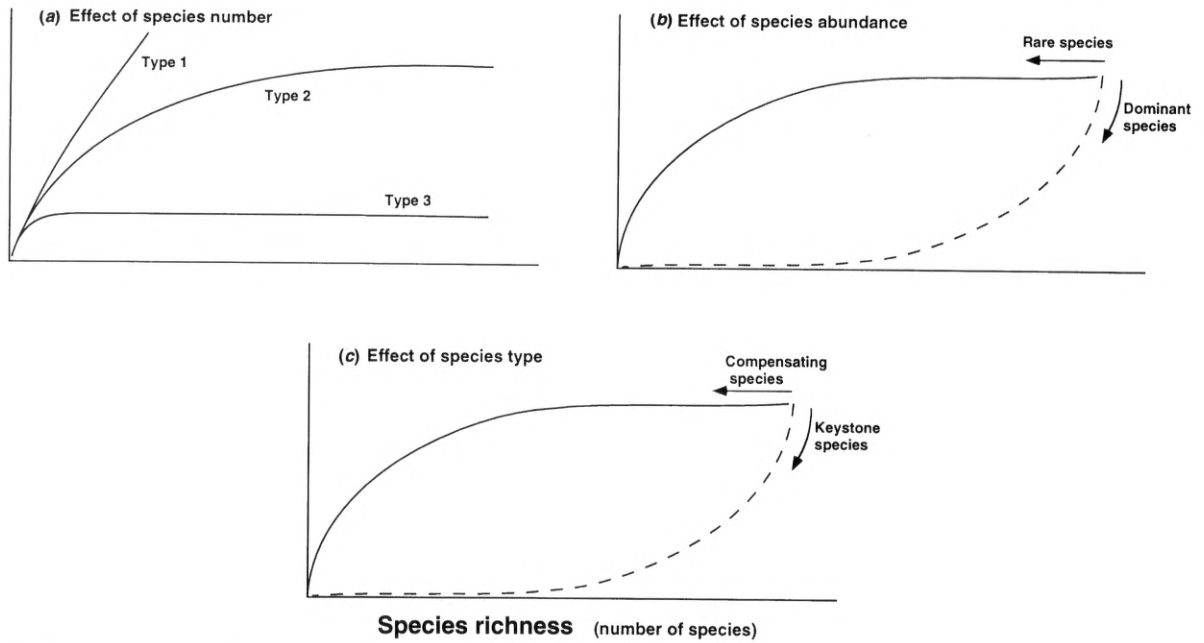 (a) Effect of species number
Type 1
Type 2
Type 3
(b) Effect of species abundance
Rare species
Dominant
species
(c) Effect of species type
Compensating
species
Keystone
species
Species richness (number of species)